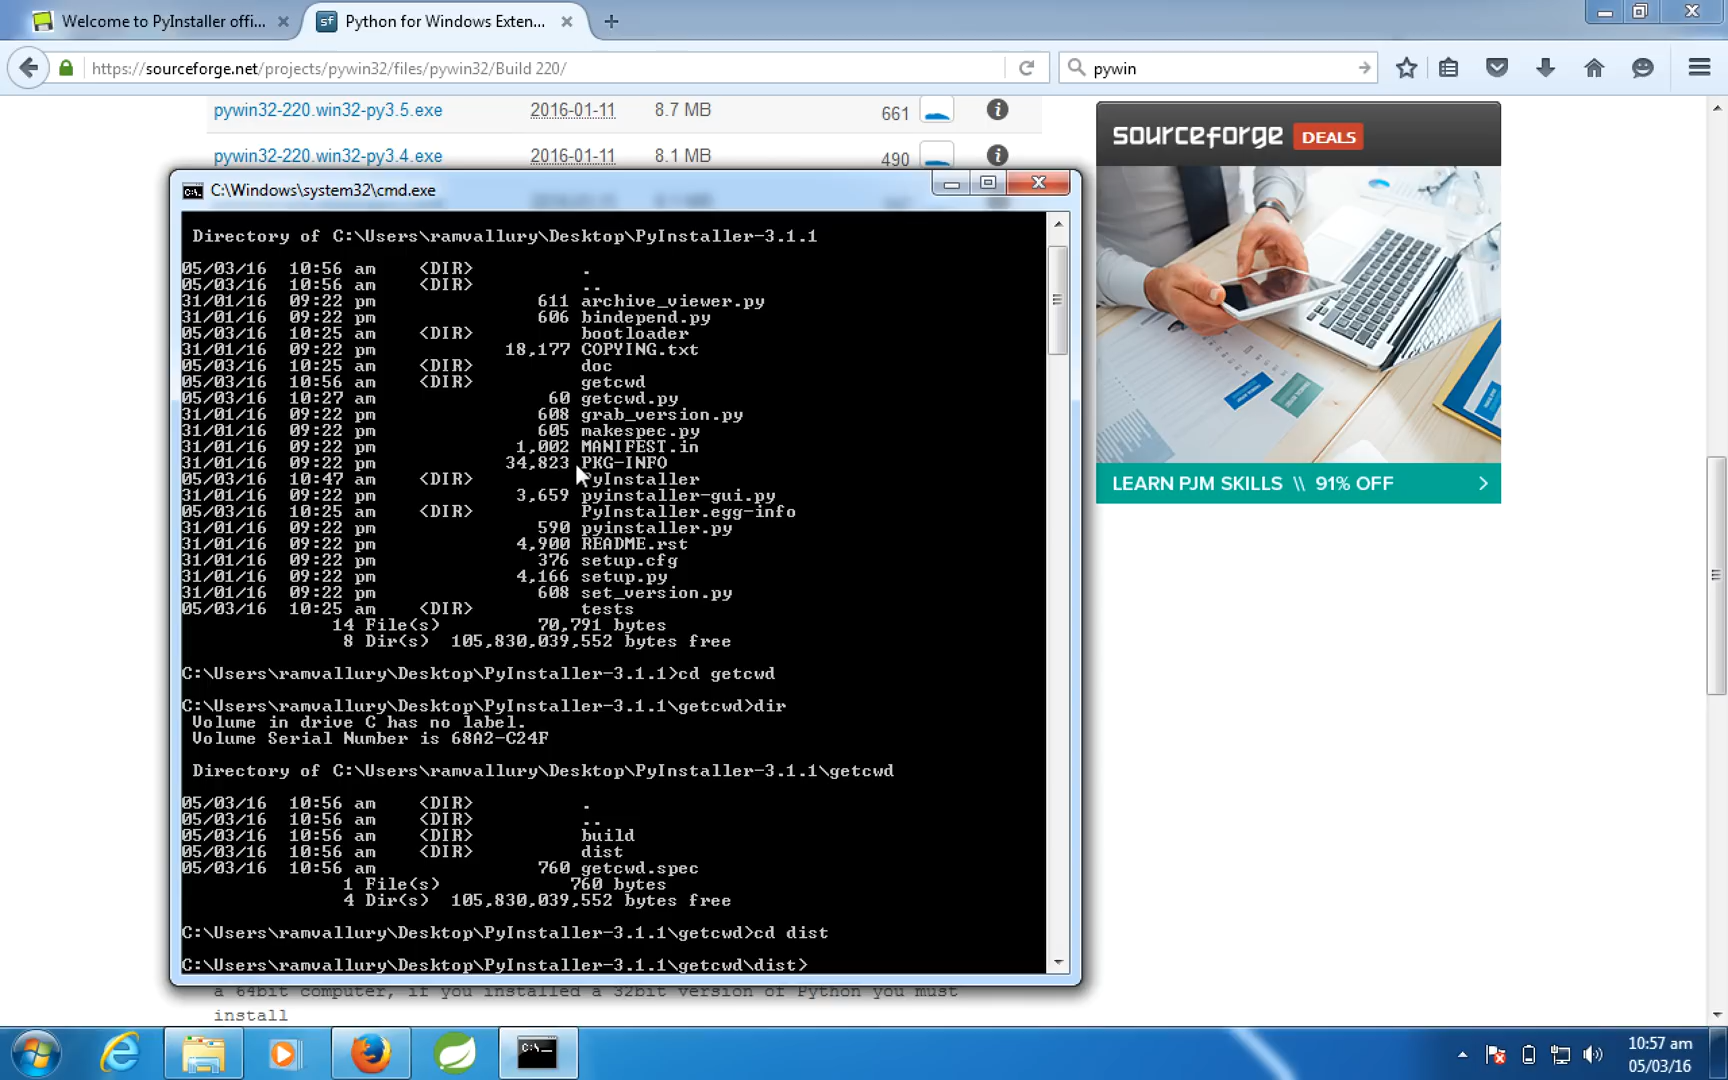 Welcome to PyInstaller offi...
sf Python for Windows Exten...
https://sourceforge.net/projects/pywin32/files/pywin32/Build 220/
pywin
pywin32-220.win32-py3.5.exe 2016-01-11 8.7 MB 661
pywin32-220.win32-py3.4.exe 2016-01-11 8.1 MB 490
sourceforge DEALS
LEARN PJM SKILLS \\ 91% OFF
C:\Windows\system32\cmd.exe
Directory of C:\Users\ramvallury\Desktop\PyInstaller-3.1.1
05/03/16 10:56 am <DIR> .
05/03/16 10:56 am <DIR> ..
31/01/16 09:22 pm 611 archive_viewer.py
31/01/16 09:22 pm 606 bindepend.py
05/03/16 10:25 am <DIR> bootloader
31/01/16 09:22 pm 18,177 COPYING.txt
05/03/16 10:25 am <DIR> doc
05/03/16 10:56 am <DIR> getcwd
05/03/16 10:27 am 60 getcwd.py
31/01/16 09:22 pm 608 grab_version.py
31/01/16 09:22 pm 605 makespec.py
31/01/16 09:22 pm 1,002 MANIFEST.in
31/01/16 09:22 pm 34,823 PKG-INFO
05/03/16 10:47 am <DIR> PyInstaller
31/01/16 09:22 pm 3,659 pyinstaller-gui.py
05/03/16 10:25 am <DIR> PyInstaller.egg-info
31/01/16 09:22 pm 590 pyinstaller.py
31/01/16 09:22 pm 4,900 README.rst
31/01/16 09:22 pm 376 setup.cfg
31/01/16 09:22 pm 4,166 setup.py
31/01/16 09:22 pm 608 set_version.py
05/03/16 10:25 am <DIR> tests
14 File(s) 70,791 bytes
8 Dir(s) 105,830,039,552 bytes free
C:\Users\ramvallury\Desktop\PyInstaller-3.1.1>cd getcwd
C:\Users\ramvallury\Desktop\PyInstaller-3.1.1\getcwd>dir
Volume in drive C has no label.
Volume Serial Number is 68A2-C24F
Directory of C:\Users\ramvallury\Desktop\PyInstaller-3.1.1\getcwd
05/03/16 10:56 am <DIR> .
05/03/16 10:56 am <DIR> ..
05/03/16 10:56 am <DIR> build
05/03/16 10:56 am <DIR> dist
05/03/16 10:56 am 760 getcwd.spec
1 File(s) 760 bytes
4 Dir(s) 105,830,039,552 bytes free
C:\Users\ramvallury\Desktop\PyInstaller-3.1.1\getcwd>cd dist
C:\Users\ramvallury\Desktop\PyInstaller-3.1.1\getcwd\dist>
a 64bit computer, if you installed a 32bit version of Python you must
install
10:57 am
05/03/16